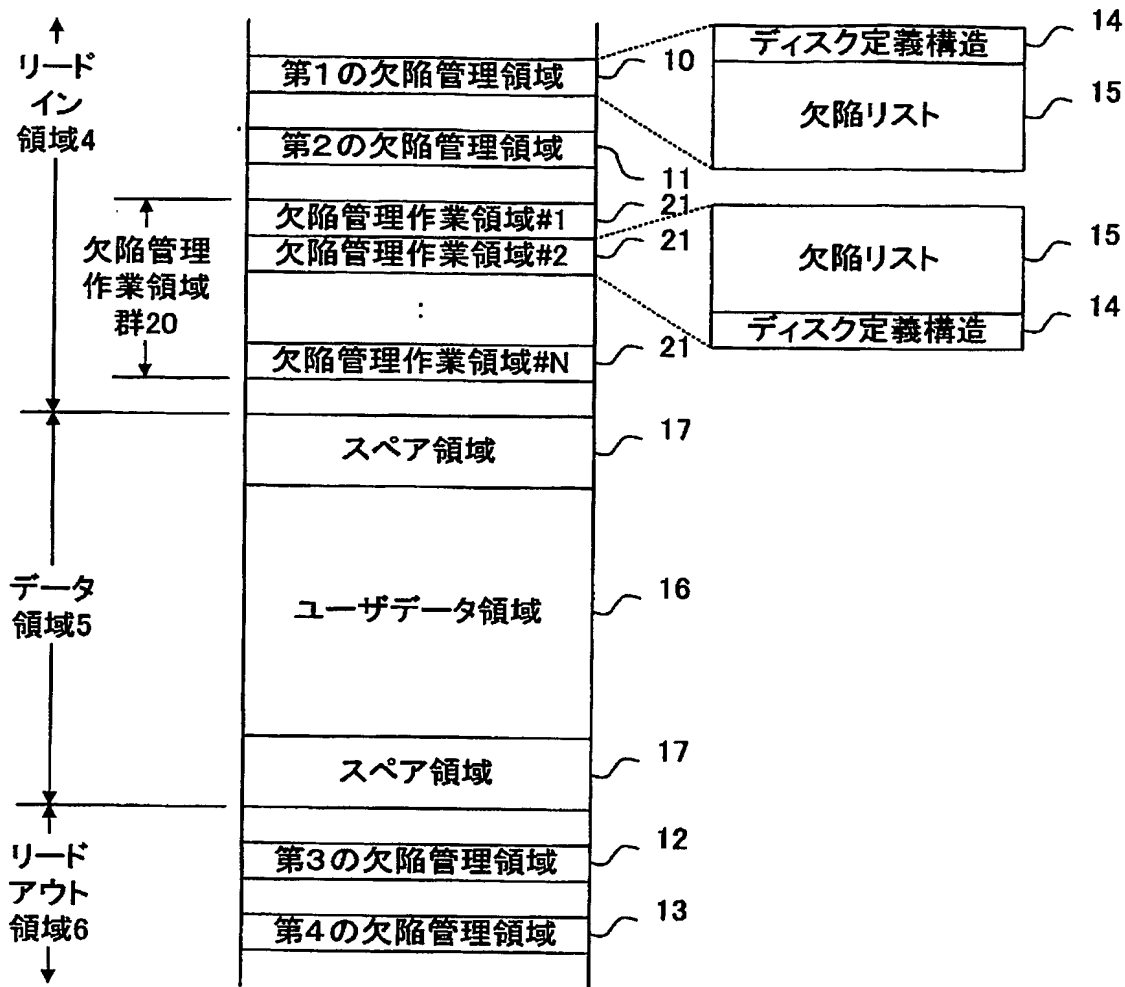 リード
イン
領域4
第1の欠陥管理領域
10
ディスク定義構造
14
欠陥リスト
15
第2の欠陥管理領域
11
欠陥管理
作業領域
群20
欠陥管理作業領域#1
21
欠陥管理作業領域#2
21
:
欠陥管理作業領域#N
21
欠陥リスト
15
ディスク定義構造
14
データ
領域5
スペア領域
17
ユーザデータ領域
16
スペア領域
17
リード
アウト
領域6
第3の欠陥管理領域
12
第4の欠陥管理領域
13